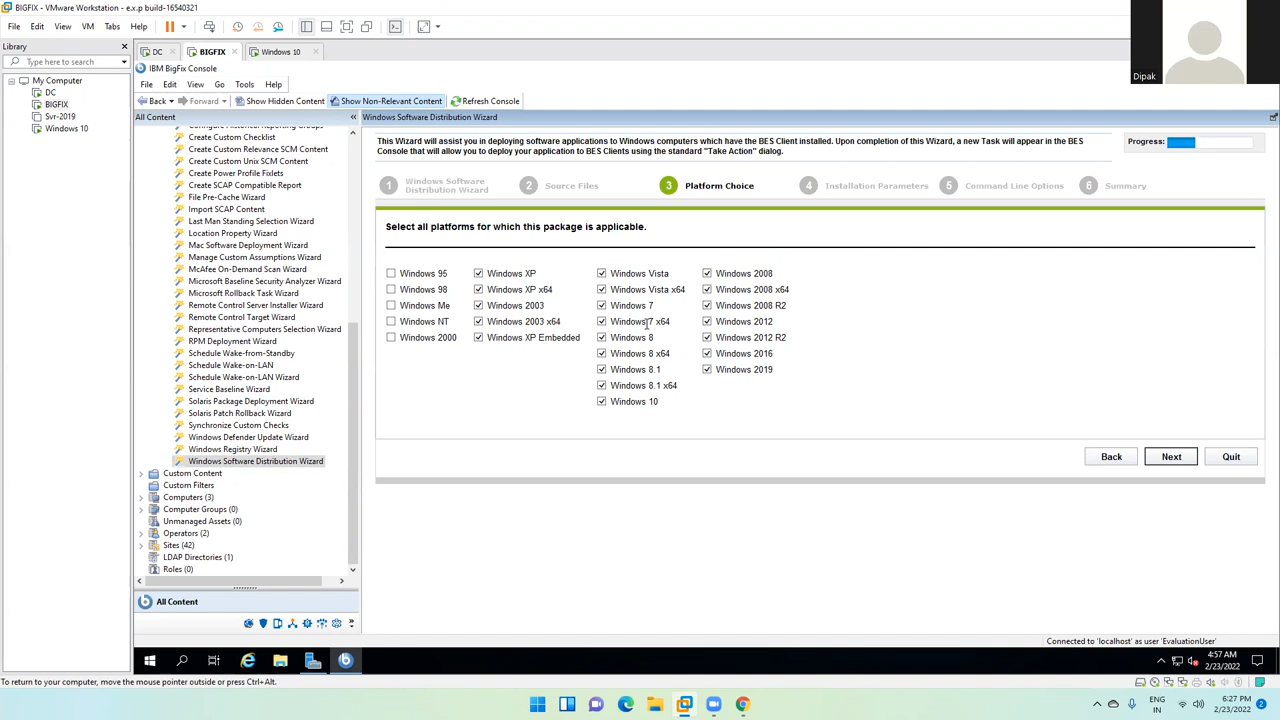 BIGFIX - VMware Workstation - e.x.p build-16540321
File Edit View VM Tabs Help
Library
Type here to search
My Computer
DC
BIGFIX
Svr-2019
Windows 10
DC BIGFIX Windows 10
IBM BigFix Console
File Edit View Go Tools Help
Back Forward Show Hidden Content Show Non-Relevant Content Refresh Console
All Content
Configure Historical Reporting Groups
Create Custom Checklist
Create Custom Relevance SCM Content
Create Custom Unix SCM Content
Create Power Profile Fixlets
Create SCAP Compatible Report
File Pre-Cache Wizard
Import SCAP Content
Last Man Standing Selection Wizard
Location Property Wizard
Mac Software Deployment Wizard
Manage Custom Assumptions Wizard
McAfee On-Demand Scan Wizard
Microsoft Baseline Security Analyzer Wizard
Microsoft Rollback Task Wizard
Remote Control Server Installer Wizard
Remote Control Target Wizard
Representative Computers Selection Wizard
RPM Deployment Wizard
Schedule Wake-from-Standby
Schedule Wake-on-LAN
Schedule Wake-on-LAN Wizard
Service Baseline Wizard
Solaris Package Deployment Wizard
Solaris Patch Rollback Wizard
Synchronize Custom Checks
Windows Defender Update Wizard
Windows Registry Wizard
Windows Software Distribution Wizard
Custom Content
Custom Filters
Computers (3)
Computer Groups (0)
Unmanaged Assets (0)
Operators (2)
Sites (42)
LDAP Directories (1)
Roles (0)
All Content
Windows Software Distribution Wizard
This Wizard will assist you in deploying software applications to Windows computers which have the BES Client installed. Upon completion of this Wizard, a new Task will appear in the BES
Console that will allow you to deploy your application to BES Clients using the standard "Take Action" dialog.
Progress:
1 Windows Software Distribution Wizard
2 Source Files
3 Platform Choice
4 Installation Parameters
5 Command Line Options
6 Summary
Select all platforms for which this package is applicable.
Windows 95 Windows XP Windows Vista Windows 2008
Windows 98 Windows XP x64 Windows Vista x64 Windows 2008 x64
Windows Me Windows 2003 Windows 7 Windows 2008 R2
Windows NT Windows 2003 x64 Windows 7 x64 Windows 2012
Windows 2000 Windows XP Embedded Windows 8 Windows 2012 R2
Windows 8 x64 Windows 2016
Windows 8.1 Windows 2019
Windows 8.1 x64
Windows 10
Back Next Quit
Connected to 'localhost' as user 'EvaluationUser'
4:57 AM
2/23/2022
To return to your computer, move the mouse pointer outside or press Ctrl+Alt.
ENG
IN
6:27 PM
2/23/2022
2
Dipak